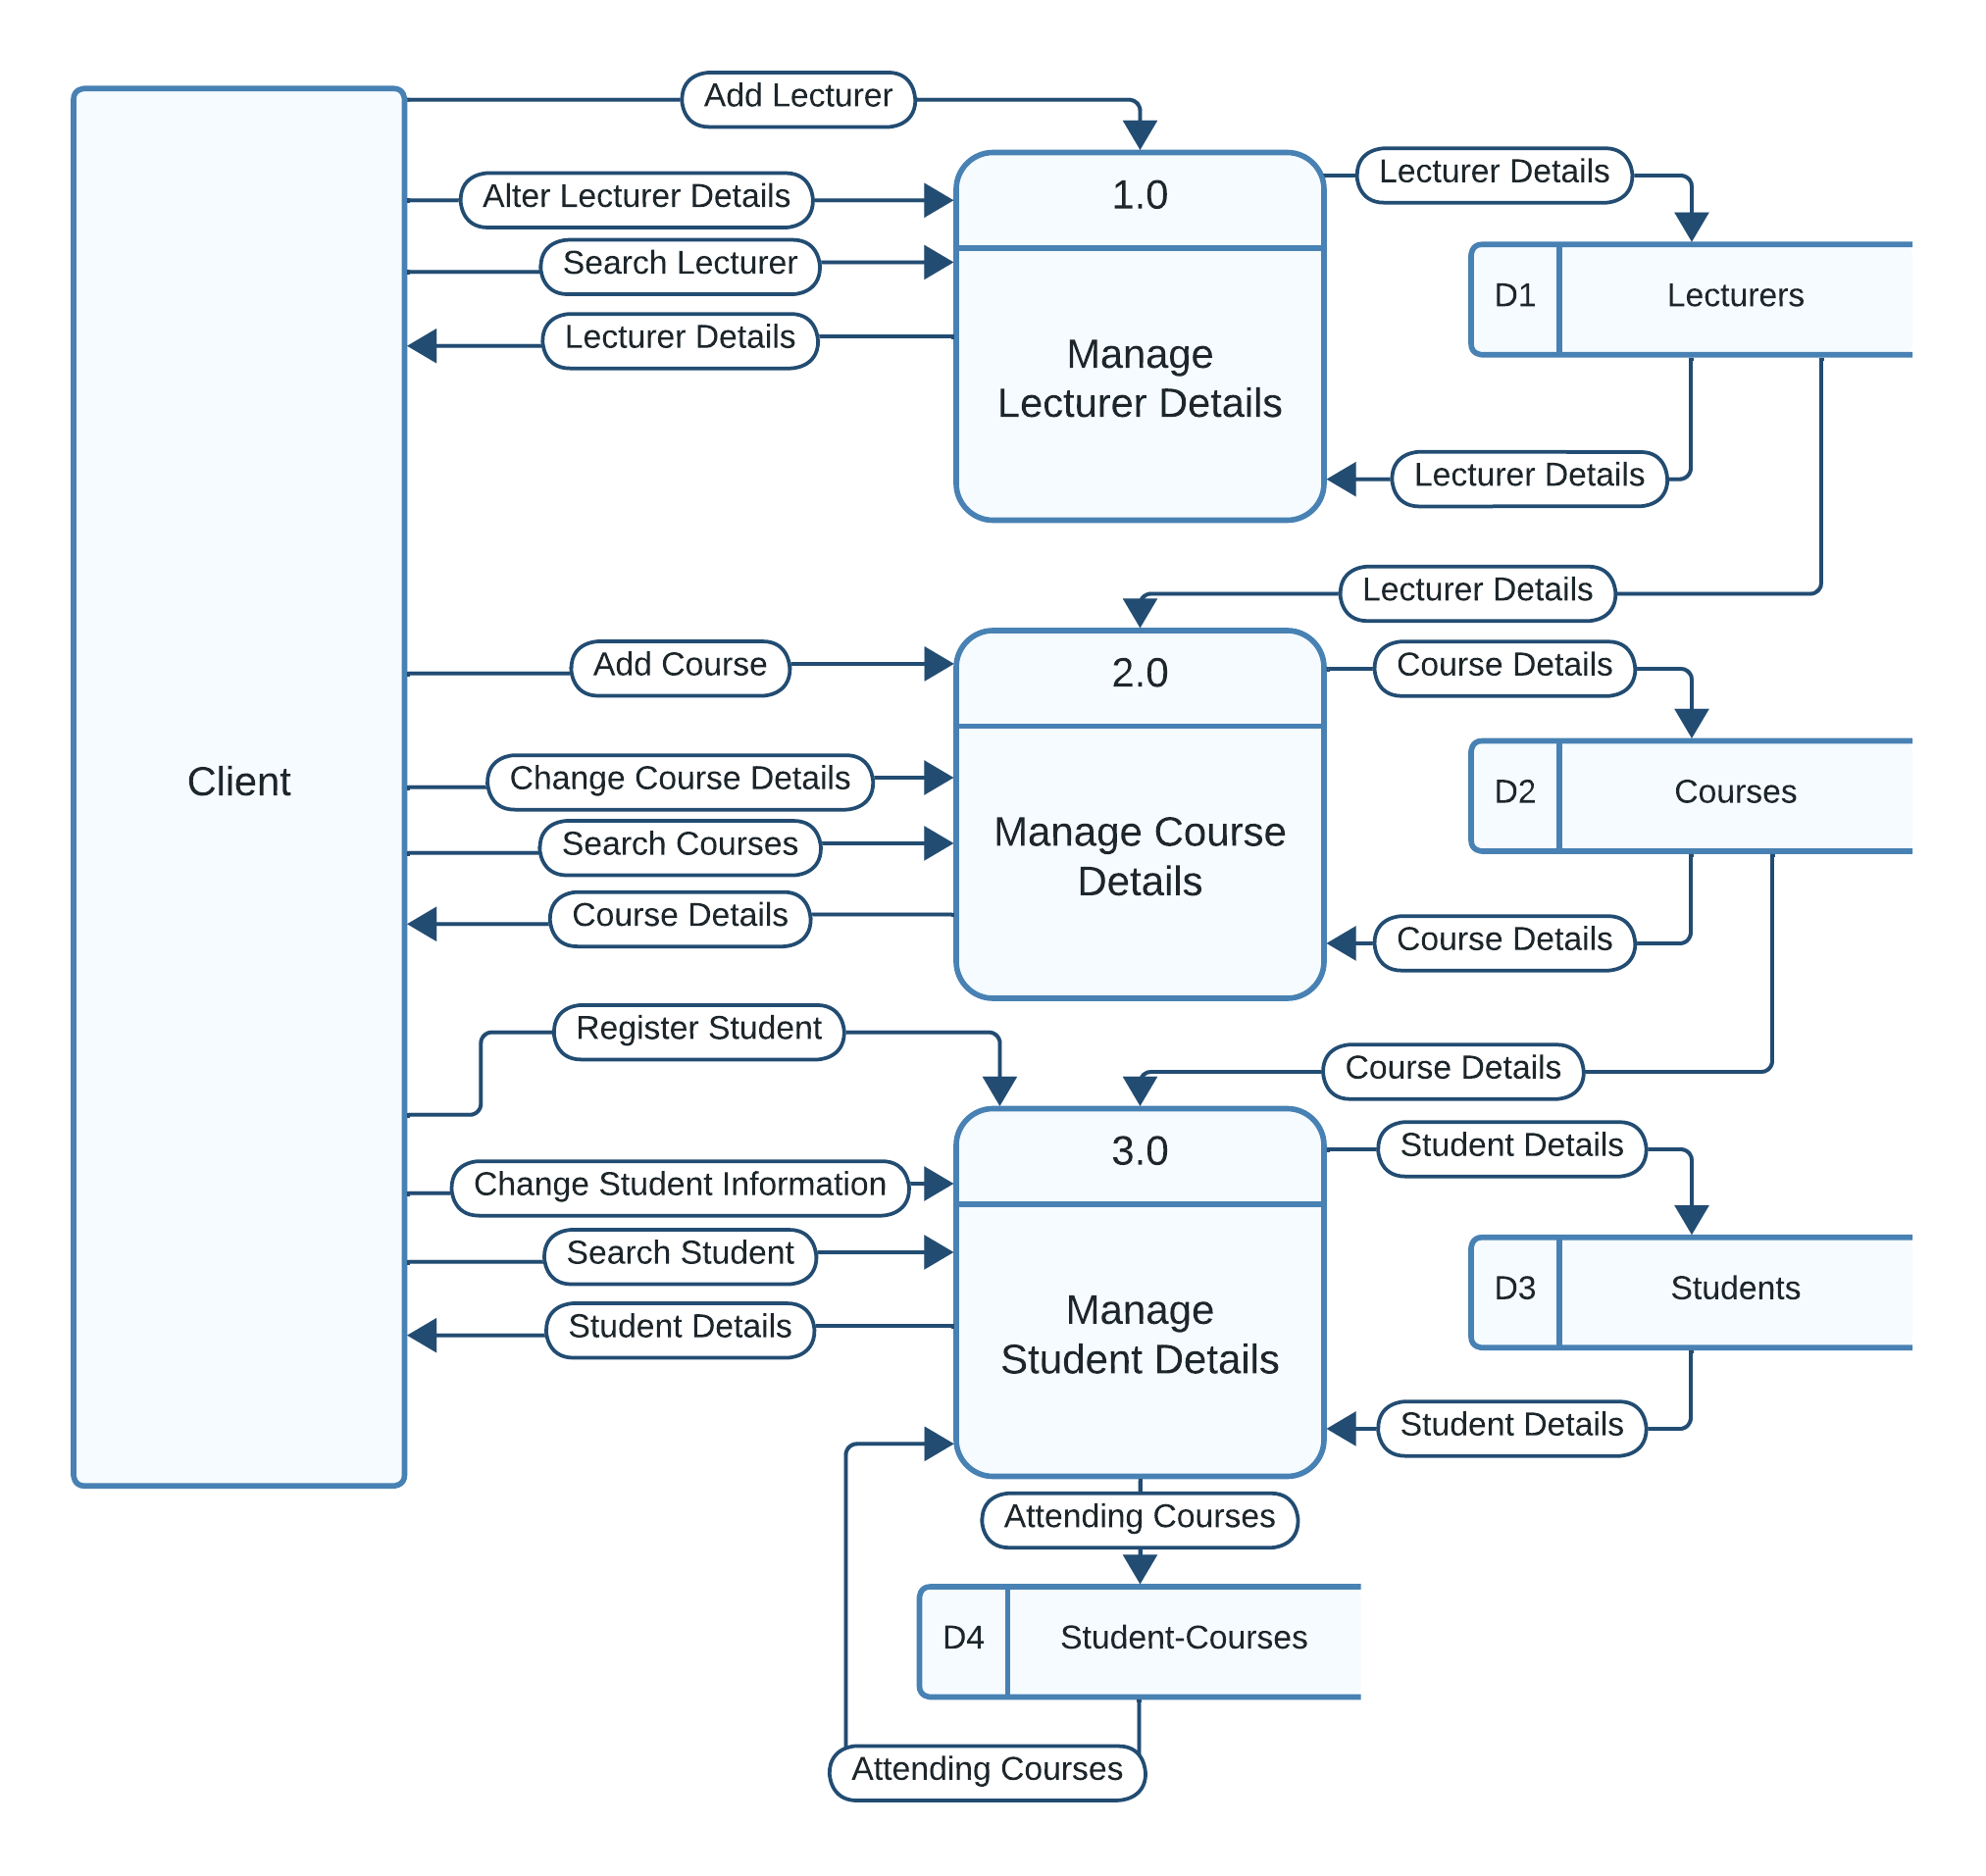 Add Lecturer
Alter Lecturer Details
Search Lecturer
Lecturer Details
1.0
Manage
Lecturer Details
Lecturer Details
D1
Lecturers
Lecturer Details
Lecturer Details
Client
Add Course
Change Course Details
Search Courses
Course Details
2.0
Manage Course
Details
Course Details
D2
Courses
Course Details
Course Details
Register Student
Change Student Information
Search Student
Student Details
3.0
Manage
Student Details
Student Details
D3
Students
Student Details
Attending Courses
D4
Student-Courses
Attending Courses